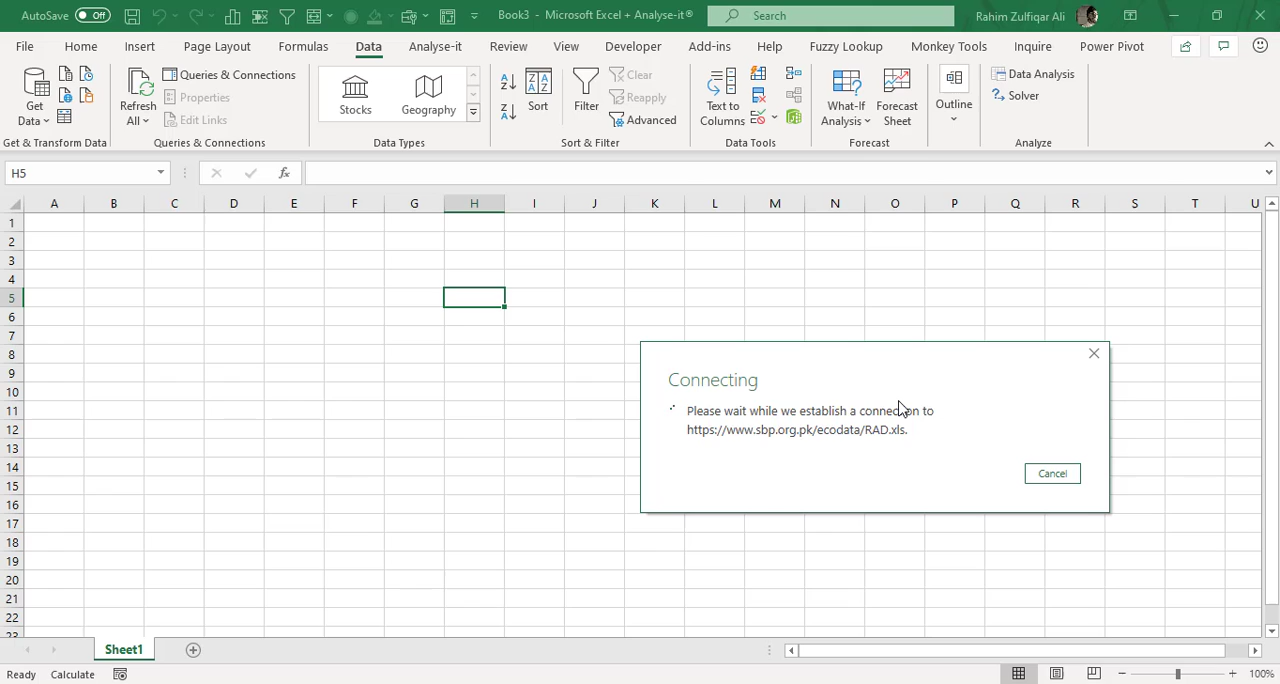 AutoSave Off Book3 - Microsoft Excel + Analyse-it® Search Rahim Zulfiqar Ali
File Home Insert Page Layout Formulas Data Analyse-it Review View Developer Add-ins Help Fuzzy Lookup Monkey Tools Inquire Power Pivot
Get Data
Refresh All
Queries & Connections
Properties
Edit Links
Stocks
Geography
Sort
Filter
Clear
Reapply
Advanced
Text to Columns
What-If Analysis
Forecast Sheet
Outline
Data Analysis
Solver
Get & Transform Data Queries & Connections Data Types Sort & Filter Data Tools Forecast Analyze
H5 fx
A B C D E F G H I J K L M N O P Q R S T U
1
2
3
4
5
6
7
8
9
10
11
12
13
14
15
16
17
18
19
20
21
22
23
Connecting
Please wait while we establish a connection to
https://www.sbp.org.pk/ecodata/RAD.xls.
Cancel
Sheet1
Ready Calculate 100%